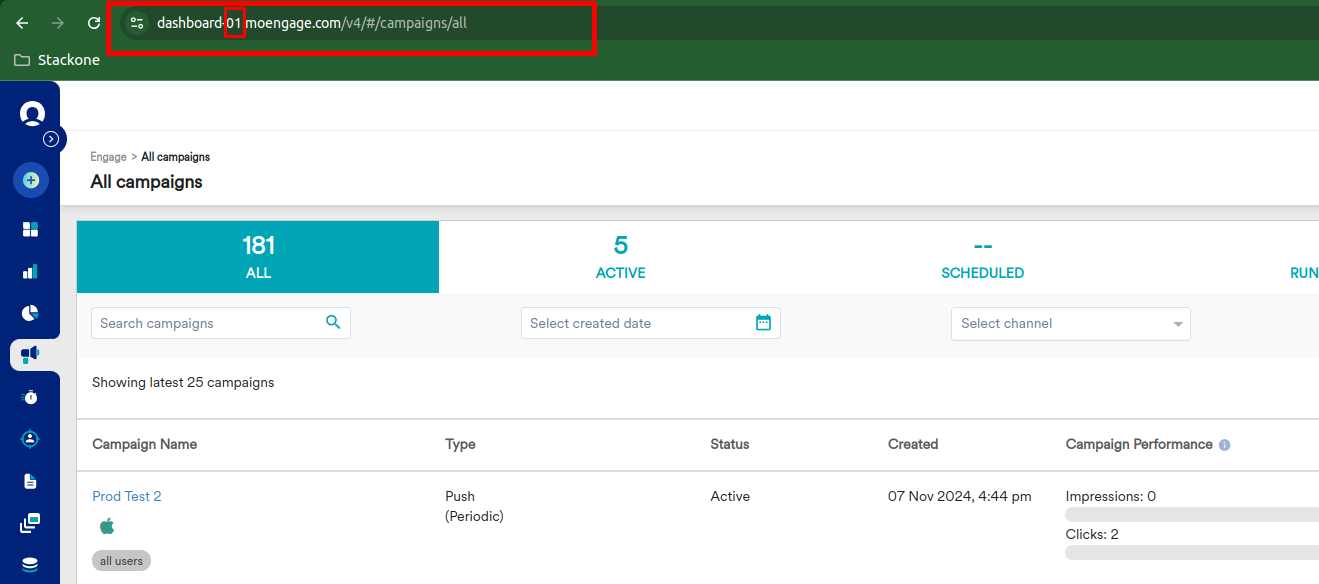 dashboard-01.moengage.com/v4/#/campaigns/all
Stackone
Engage > All campaigns
All campaigns
181
ALL
5
ACTIVE
--
SCHEDULED
RUN
Search campaigns
Select created date
Select channel
Showing latest 25 campaigns
Campaign Name Type Status Created Campaign Performance
Prod Test 2 Push Active 07 Nov 2024, 4:44 pm Impressions: 0
(Periodic)
Clicks: 2
all users